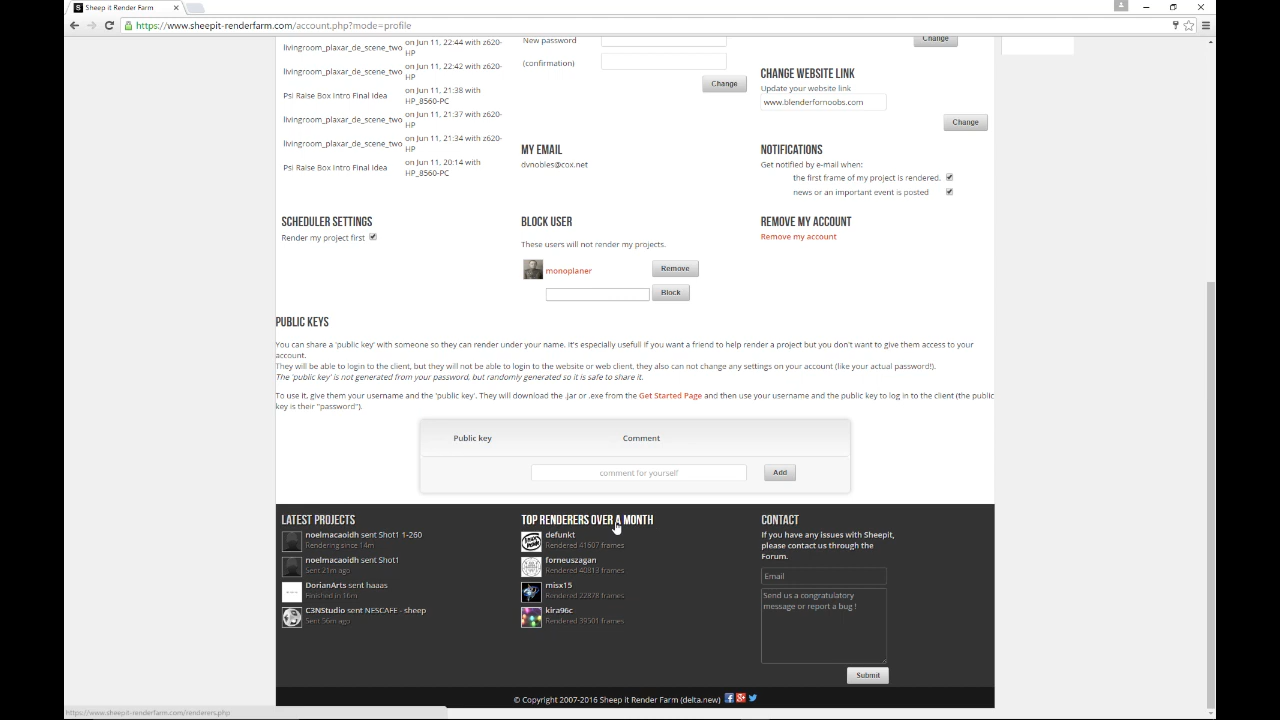 Sheep it Render Farm
https://www.sheepit-renderfarm.com/account.php?mode=profile
livingroom_plaxar_de_scene_two on Jun 11, 22:44 with z620-
HP
livingroom_plaxar_de_scene_two on Jun 11, 22:42 with z620-
HP
Psi Raise Box Intro Final Idea on Jun 11, 21:38 with
HP_8560-PC
livingroom_plaxar_de_scene_two on Jun 11, 21:37 with z620-
HP
livingroom_plaxar_de_scene_two on Jun 11, 21:34 with z620-
HP
Psi Raise Box Intro Final Idea on Jun 11, 20:14 with
HP_8560-PC
New password
(confirmation)
Change
MY EMAIL
dvnobles@cox.net
Change
CHANGE WEBSITE LINK
Update your website link
www.blenderfornoobs.com
Change
NOTIFICATIONS
Get notified by e-mail when:
the first frame of my project is rendered.
news or an important event is posted
SCHEDULER SETTINGS
Render my project first
BLOCK USER
These users will not render my projects.
monoplaner Remove
Block
REMOVE MY ACCOUNT
Remove my account
PUBLIC KEYS
You can share a 'public key' with someone so they can render under your name. It's especially usefull if you want a friend to help render a project but you don't want to give them access to your
account.
They will be able to login to the client, but they will not be able to login to the website or web client, they also can not change any settings on your account (like your actual password!).
The 'public key' is not generated from your password, but randomly generated so it is safe to share it.
To use it, give them your username and the 'public key'. They will download the .jar or .exe from the Get Started Page and then use your username and the public key to log in to the client (the public
key is their "password").
Public key Comment
comment for yourself Add
LATEST PROJECTS
noelmacaoidh sent Shot1 1-260
Rendering since 14m
noelmacaoidh sent Shot1
Sent 21m ago
DorianArts sent haaas
Finished in 16m
C3NStudio sent NESCAFE - sheep
Sent 56m ago
TOP RENDERERS OVER A MONTH
defunkt
Rendered 41607 frames
forneuszagan
Rendered 40813 frames
misx15
Rendered 22878 frames
kira96c
Rendered 39501 frames
CONTACT
If you have any issues with SheepIt,
please contact us through the
Forum.
Email
Send us a congratulatory
message or report a bug !
Submit
© Copyright 2007-2016 Sheep it Render Farm (delta.new)
https://www.sheepit-renderfarm.com/renderers.php